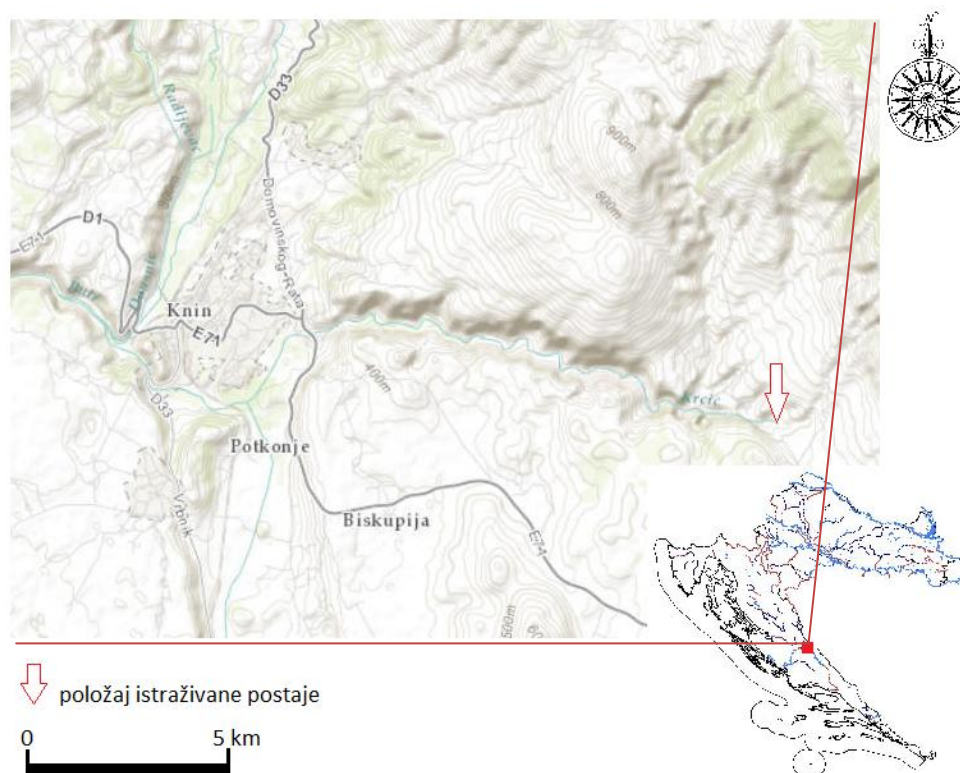 N
D33
Radljevac
900m
800m
Domovinskog-Rata
D1
E71
Butižnica
Knin
E71
400m
Krčić
D33
Potkonje
Vrbnik
Biskupija
E71
500m
položaj istraživane postaje
0 5 km